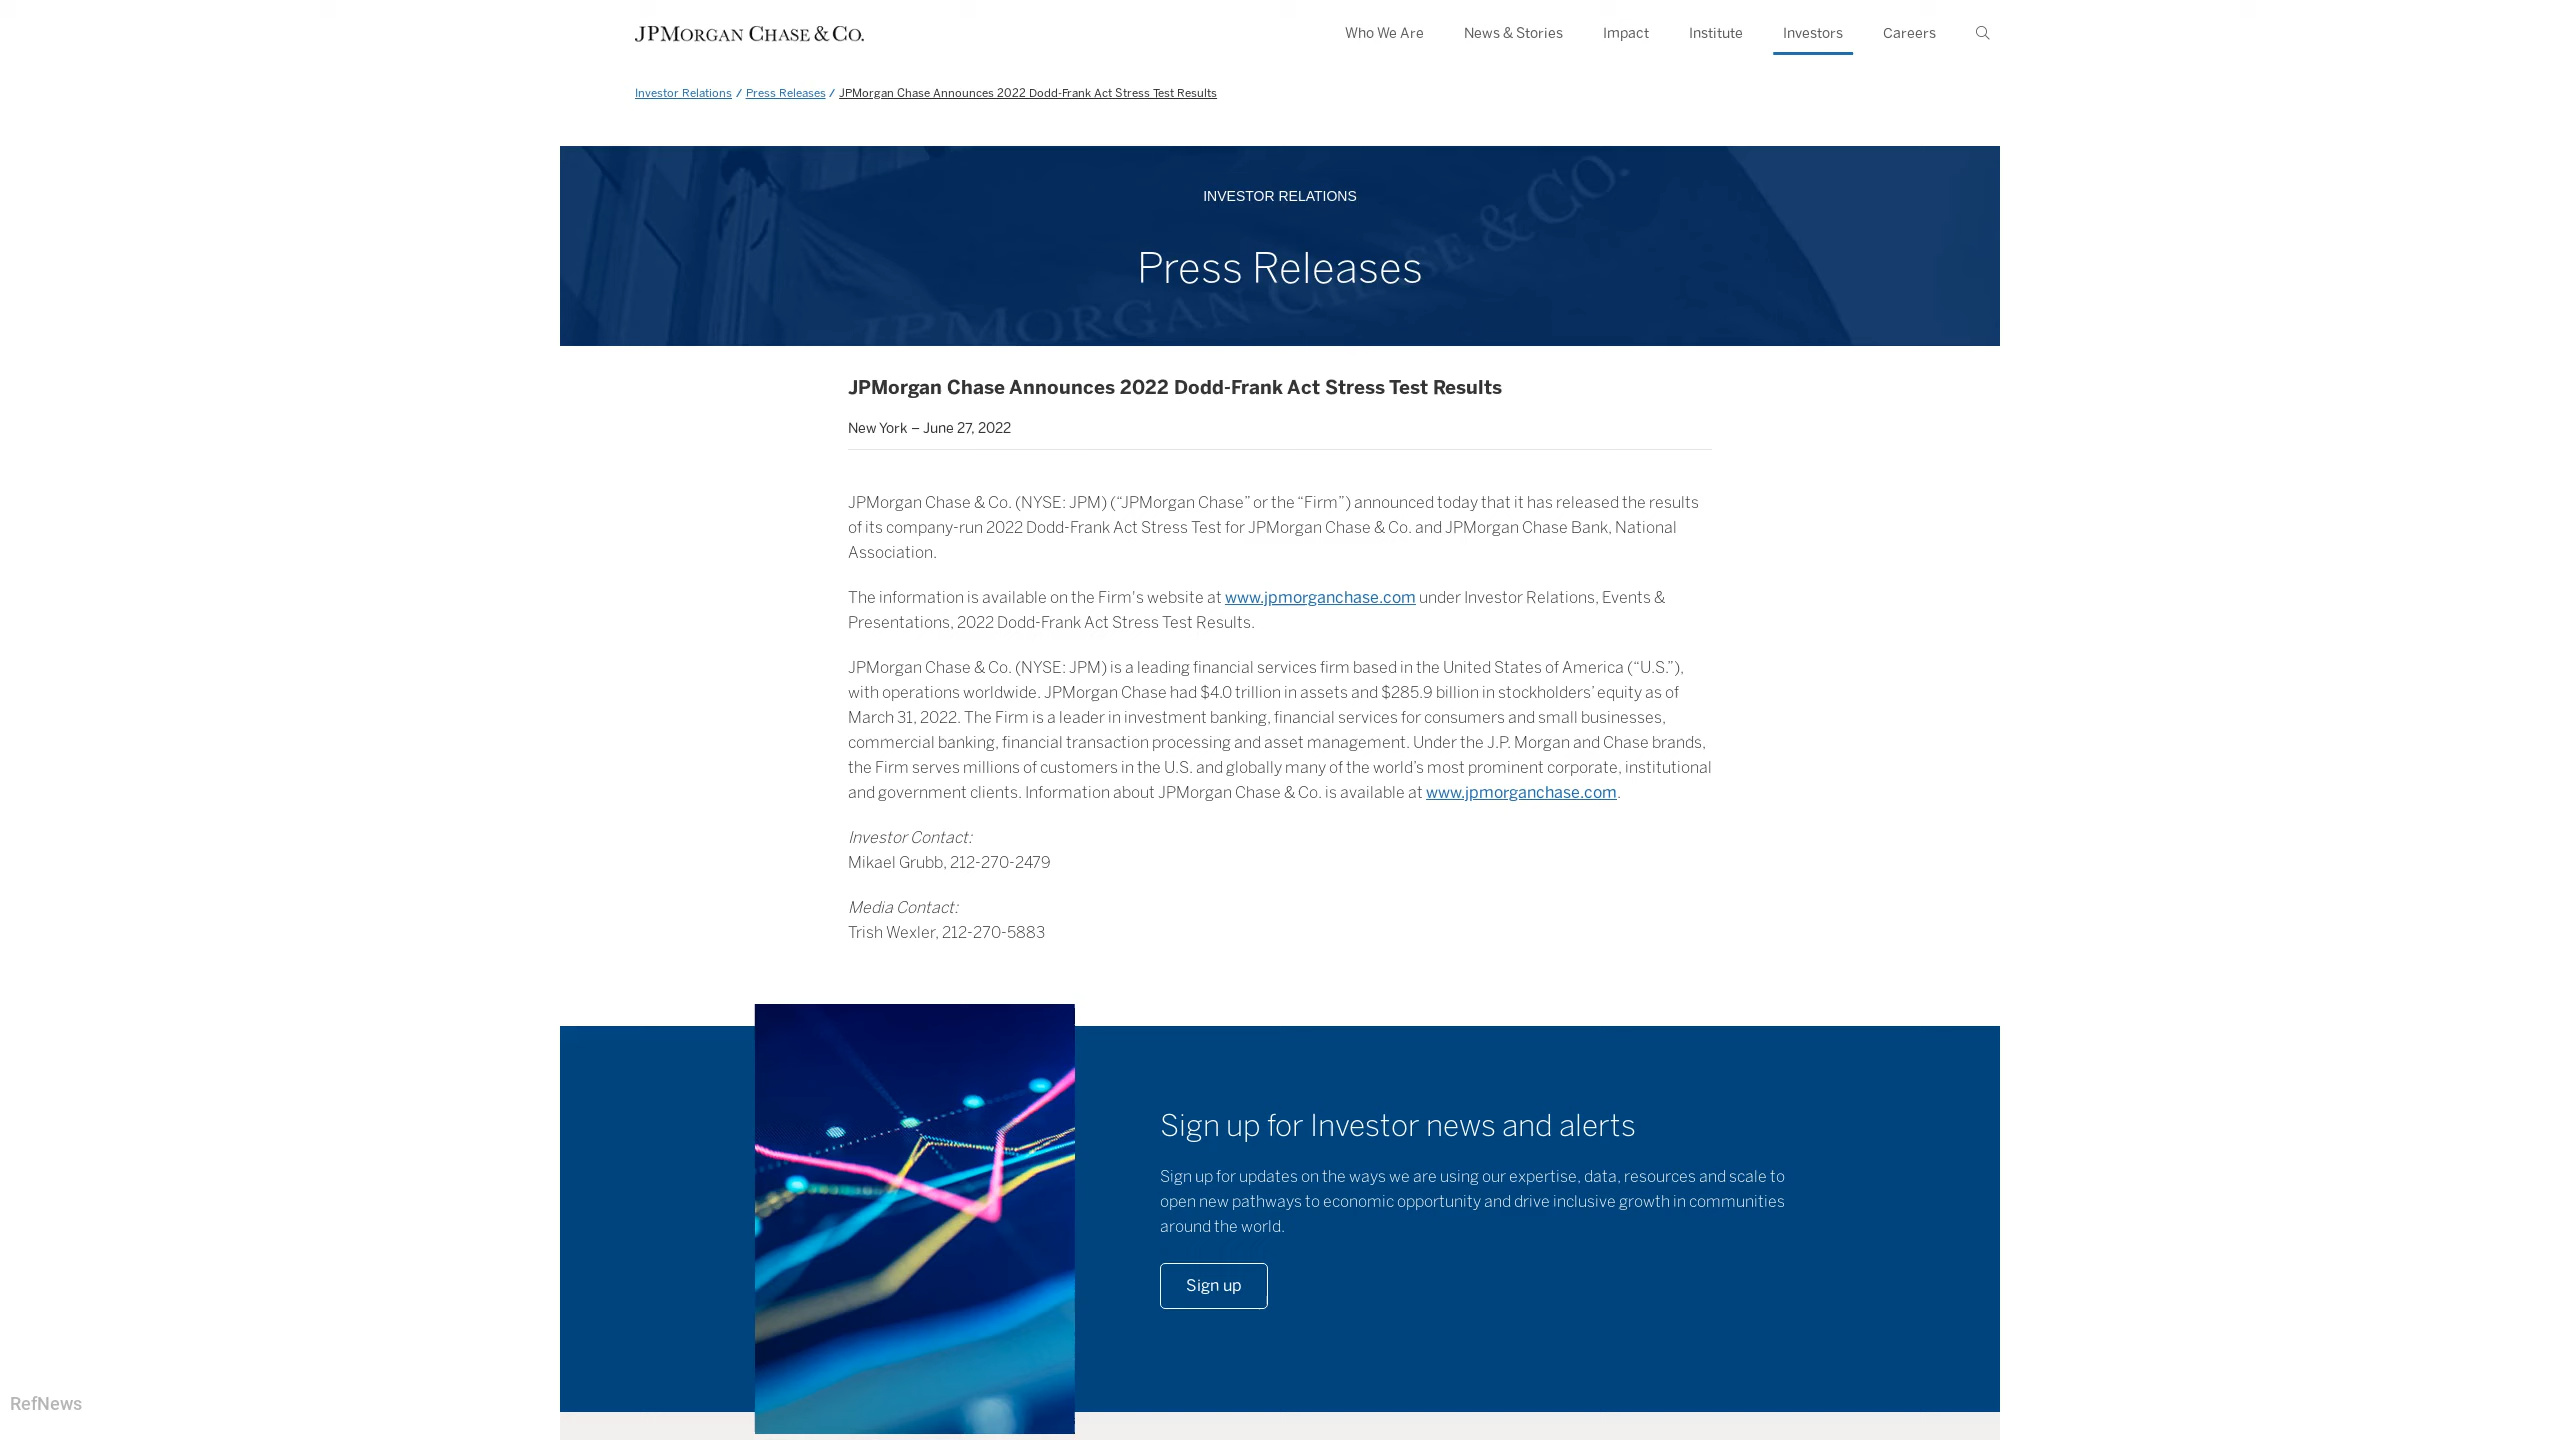 JPMORGAN CHASE & CO.
Who We Are
News & Stories
Impact
Institute
Investors
Careers
Investor Relations / Press Releases / JPMorgan Chase Announces 2022 Dodd-Frank Act Stress Test Results
INVESTOR RELATIONS
Press Releases
JPMORGAN CHASE & CO.
JPMorgan Chase Announces 2022 Dodd-Frank Act Stress Test Results
New York – June 27, 2022
JPMorgan Chase & Co. (NYSE: JPM) (“JPMorgan Chase” or the “Firm”) announced today that it has released the results
of its company-run 2022 Dodd-Frank Act Stress Test for JPMorgan Chase & Co. and JPMorgan Chase Bank, National
Association.
The information is available on the Firm's website at www.jpmorganchase.com under Investor Relations, Events &
Presentations, 2022 Dodd-Frank Act Stress Test Results.
JPMorgan Chase & Co. (NYSE: JPM) is a leading financial services firm based in the United States of America (“U.S.”),
with operations worldwide. JPMorgan Chase had $4.0 trillion in assets and $285.9 billion in stockholders’ equity as of
March 31, 2022. The Firm is a leader in investment banking, financial services for consumers and small businesses,
commercial banking, financial transaction processing and asset management. Under the J.P. Morgan and Chase brands,
the Firm serves millions of customers in the U.S. and globally many of the world’s most prominent corporate, institutional
and government clients. Information about JPMorgan Chase & Co. is available at www.jpmorganchase.com.
Investor Contact:
Mikael Grubb, 212-270-2479
Media Contact:
Trish Wexler, 212-270-5883
Sign up for Investor news and alerts
Sign up for updates on the ways we are using our expertise, data, resources and scale to
open new pathways to economic opportunity and drive inclusive growth in communities
around the world.
Sign up
RefNews